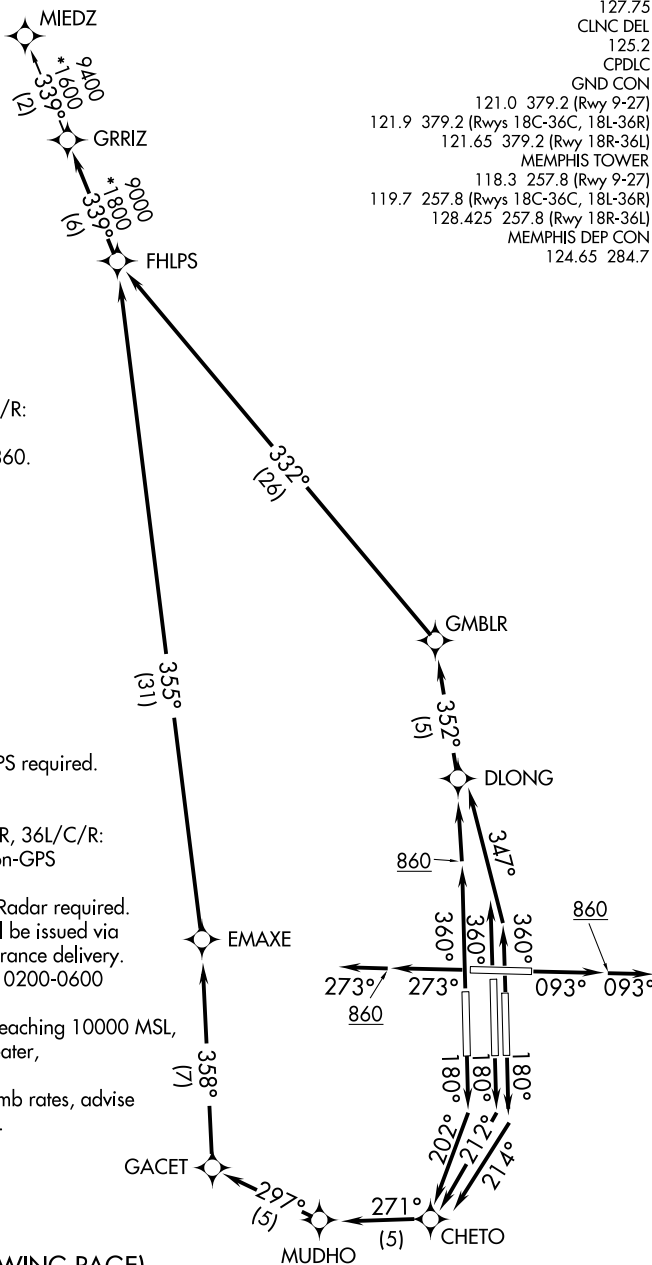 127.75
CLNC DEL
125.2
CPDLC
GND CON
121.0 379.2 (Rwy 9-27)
121.9 379.2 (Rwys 18C-36C, 18L-36R)
121.65 379.2 (Rwy 18R-36L)
MEMPHIS TOWER
118.3 257.8 (Rwy 9-27)
119.7 257.8 (Rwys 18C-36C, 18L-36R)
128.425 257.8 (Rwy 18R-36L)
MEMPHIS DEP CON
124.65 284.7
MIEDZ
9400
*1600
339°
(2)
GRRIZ
9000
*1800
339°
(6)
FHLPS
/R:
360.
332°
(26)
GMBLR
355°
(31)
352°
(5)
PS required.
DLONG
R, 36L/C/R:
on-GPS
347°
860
Radar required.
l be issued via
rance delivery.
0200-0600
EMAXE
360°
360°
360°
860
273°
273°
093°
093°
860
eaching 10000 MSL,
eater,
mb rates, advise
.
358°
(7)
180°
180°
180°
202°
212°
214°
GACET
297°
(5)
271°
(5)
CHETO
MUDHO
WING PAGE)